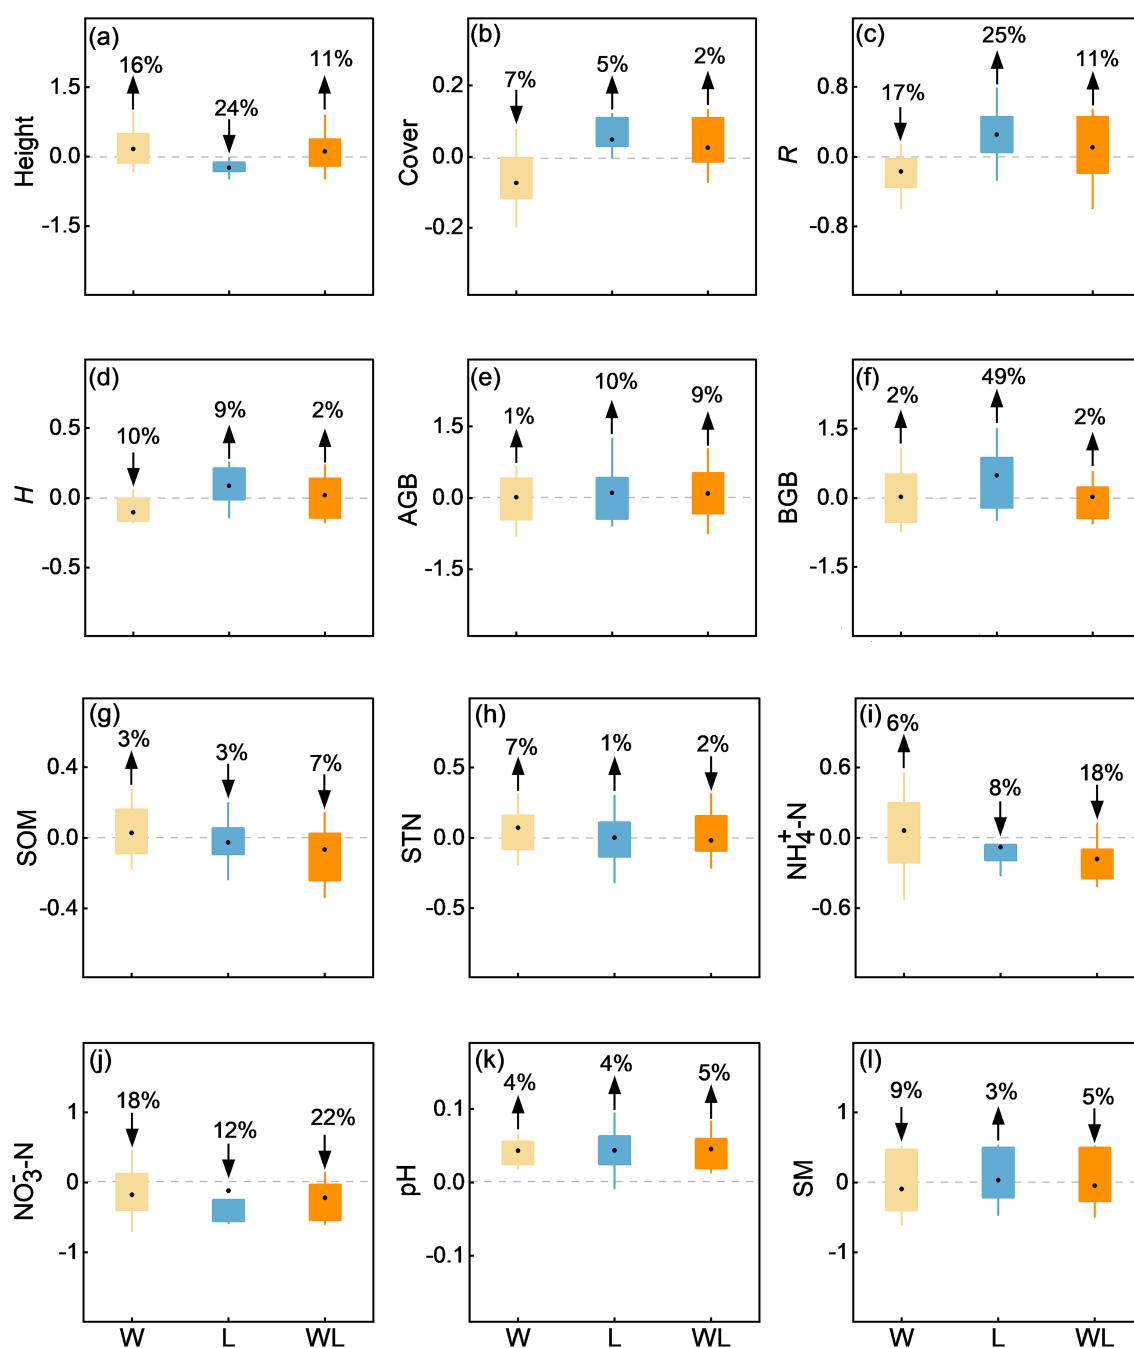 (a)
16%
24%
11%
1.5
0.0
-1.5
Height
(b)
7%
5%
2%
0.2
0.0
-0.2
Cover
(c)
17%
25%
11%
0.8
0.0
-0.8
R
(d)
10%
9%
2%
0.5
0.0
-0.5
H
(e)
1%
10%
9%
1.5
0.0
-1.5
AGB
(f)
2%
49%
2%
1.5
0.0
-1.5
BGB
(g)
3%
3%
7%
0.4
0.0
-0.4
SOM
(h)
7%
1%
2%
0.5
0.0
-0.5
STN
(i)
6%
8%
18%
0.6
0.0
-0.6
NH₄⁺-N
(j)
18%
12%
22%
1
0
-1
NO₃⁻-N
W L WL
(k)
4%
4%
5%
0.1
0.0
-0.1
pH
W L WL
(l)
9%
3%
5%
1
0
-1
SM
W L WL